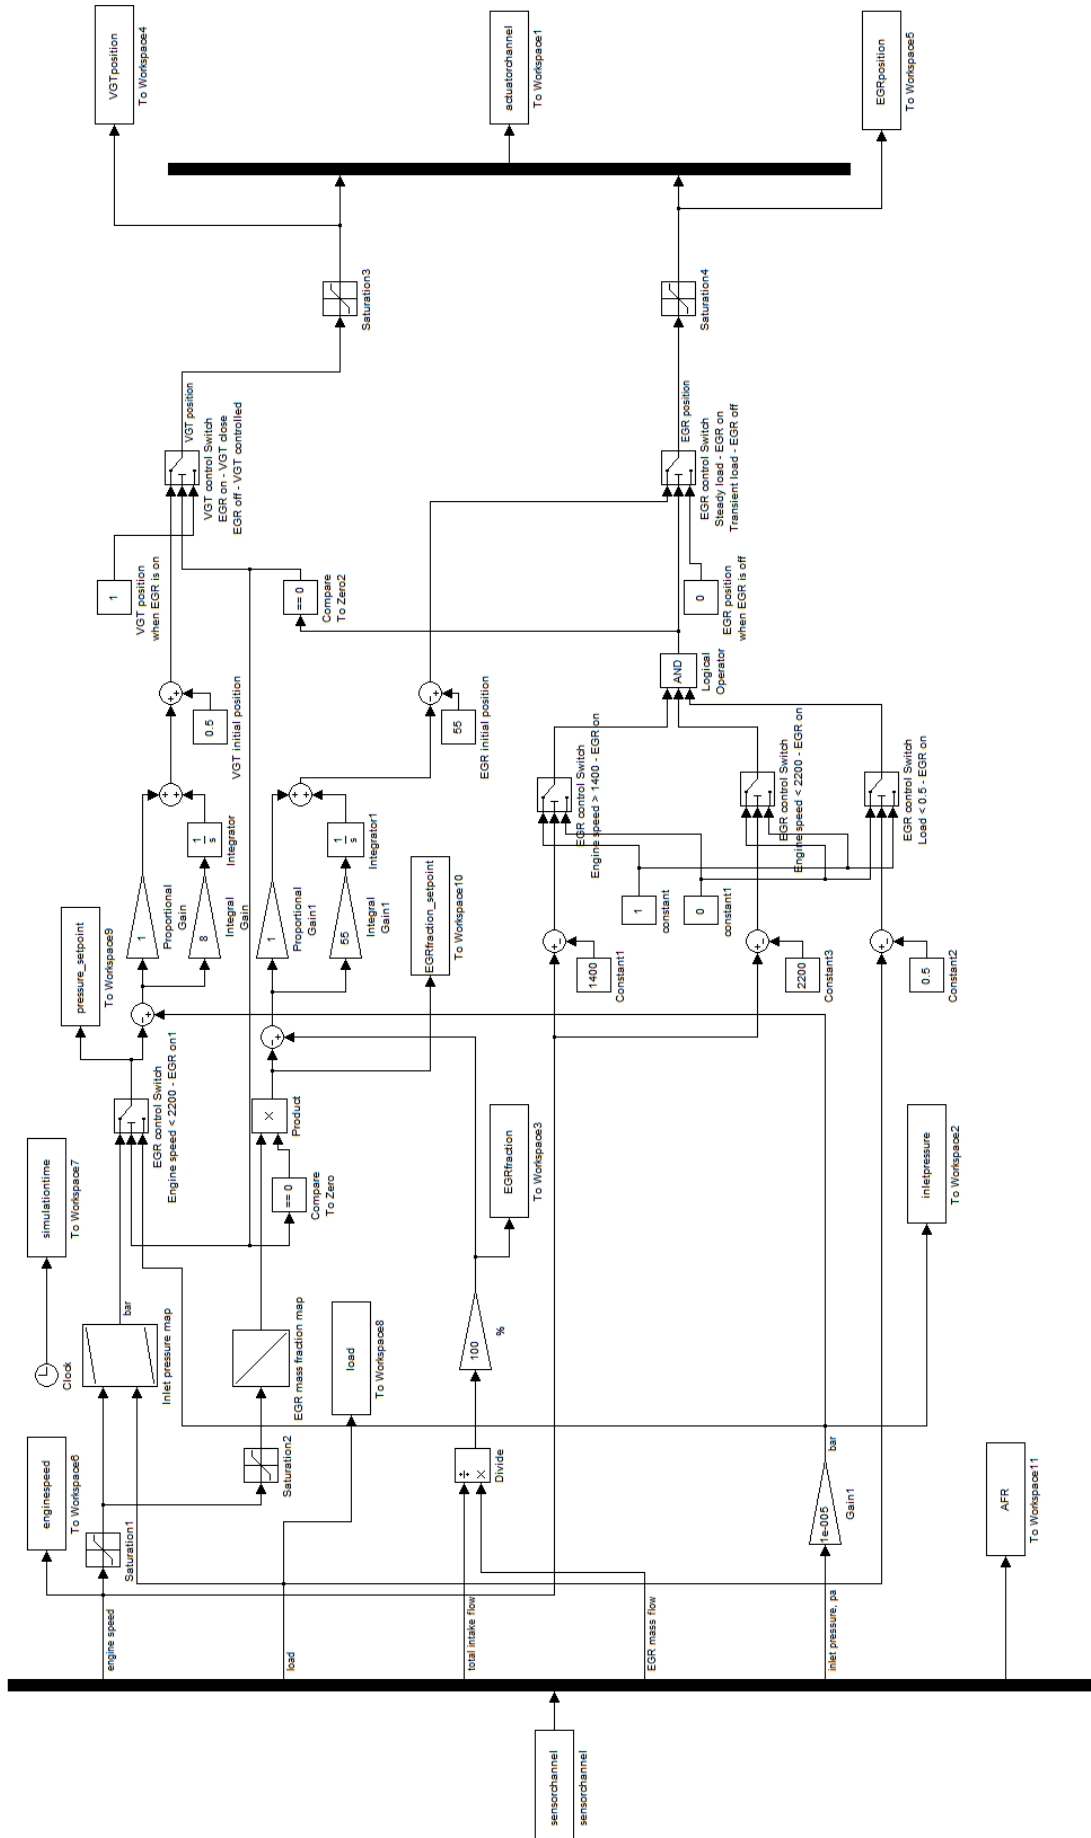 VGTposition
To Workspace4
actuatorchannel
To Workspace1
EGRposition
To Workspace5
Saturation3
Saturation4
VGT position
VGT control Switch
EGR on - VGT close
EGR off - VGT controlled
EGR position
EGR control Switch
Steady load - EGR on
Transient load - EGR off
1
VGT position
when EGR is on
== 0
Compare
To Zero2
0
EGR position
when EGR is off
AND
Logical
Operator
0.5
VGT initial position
55
EGR initial position
EGR control Switch
Engine speed > 1400 - EGR on
EGR control Switch
Engine speed < 2200 - EGR on
EGR control Switch
Load < 0.5 - EGR on
1
Proportional
Gain
8
Integral
Gain
1
s
Integrator
1
Proportional
Gain1
55
Integral
Gain1
1
s
Integrator1
pressure_setpoint
To Workspace9
EGRfraction_setpoint
To Workspace10
1
constant
0
constant1
1400
Constant1
2200
Constant3
0.5
Constant2
EGR control Switch
Engine speed < 2200 - EGR on1
×
Product
== 0
Compare
To Zero
simulationtime
To Workspace7
Clock
EGRfraction
To Workspace3
inletpressure
To Workspace2
bar
Inlet pressure map
EGR mass fraction map
load
To Workspace8
100
%
enginespeed
To Workspace6
Saturation1
Saturation2
÷
×
Divide
bar
1e-005
Gain1
AFR
To Workspace11
engine speed
load
total intake flow
EGR mass flow
inlet pressure, pa
sensorchannel
sensorchannel